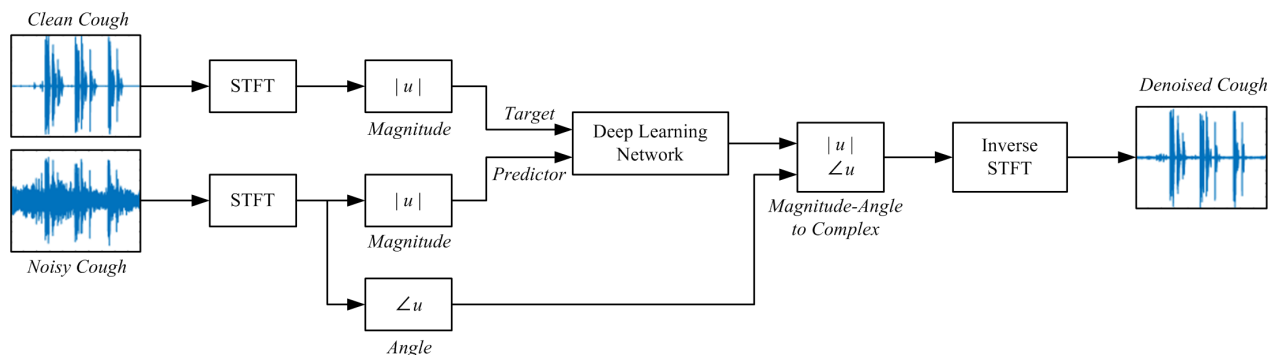 Clean Cough
STFT
| u |
Magnitude
Target
Predictor
Deep Learning
Network
Noisy Cough
STFT
| u |
Magnitude
∠u
Angle
| u |
∠u
Magnitude-Angle
to Complex
Inverse
STFT
Denoised Cough